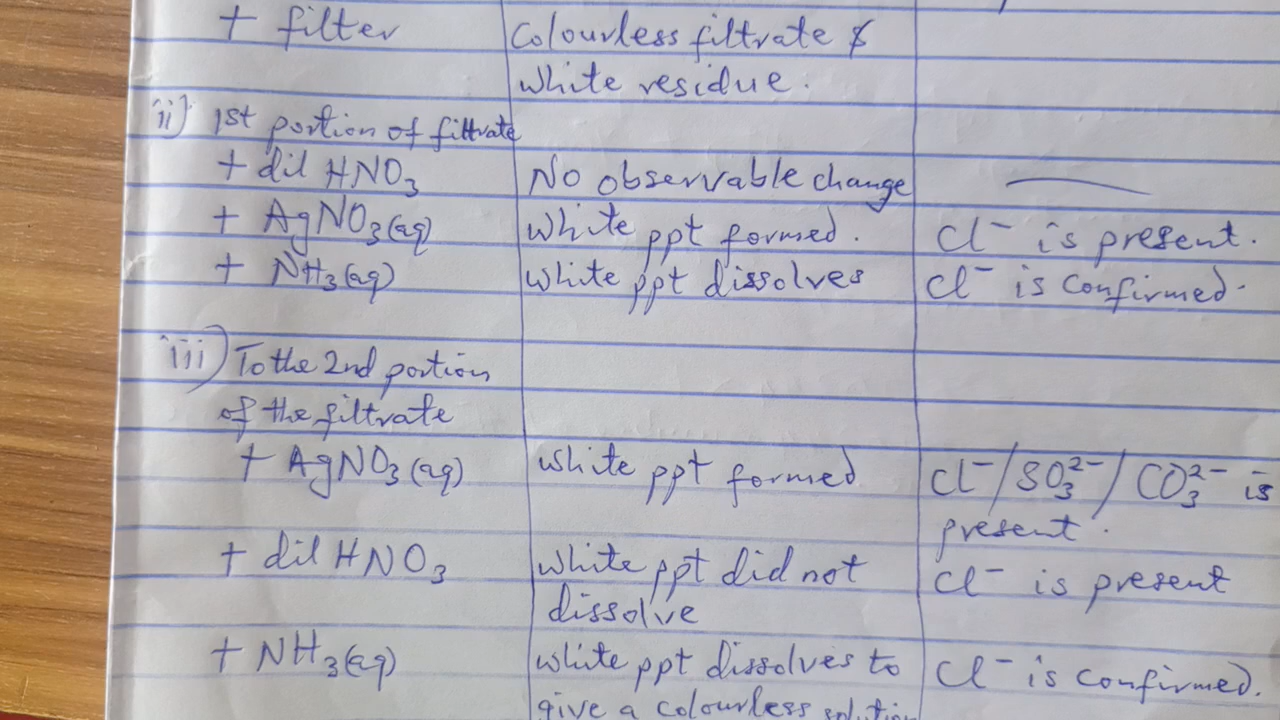 + filter Colourless filtrate &
white residue.
ii) 1st portion of filtrate
+ dil HNO₃ No observable change —
+ AgNO₃(aq) White ppt formed. Cl⁻ is present.
+ NH₃(aq) White ppt dissolves Cl⁻ is confirmed.
iii) To the 2nd portion
of the filtrate
+ AgNO₃(aq) White ppt formed Cl⁻/SO₃²⁻/CO₃²⁻ is
present.
+ dil HNO₃ White ppt did not Cl⁻ is present
dissolve
+ NH₃(aq) White ppt dissolves to Cl⁻ is confirmed.
give a colourless solution